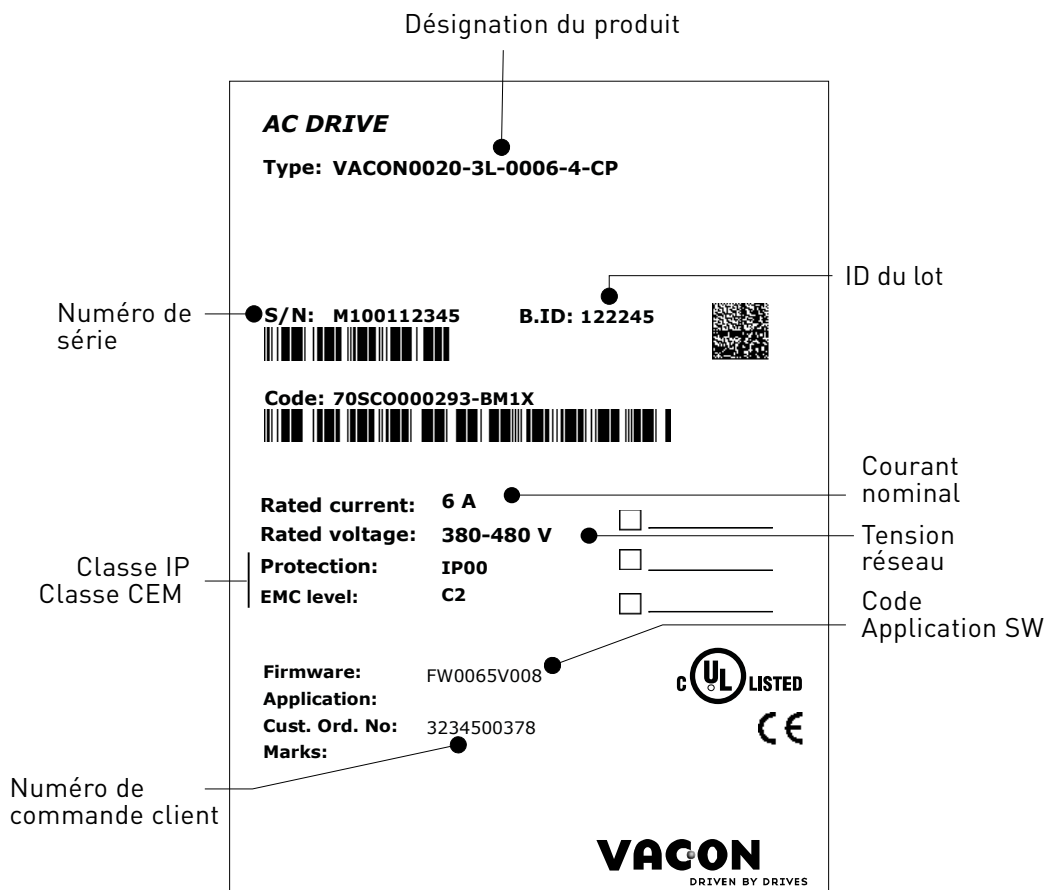 Désignation du produit
AC DRIVE
Type: VACON0020-3L-0006-4-CP
ID du lot
Numéro de
série
S/N: M100112345 B.ID: 122245
Code: 70SCO000293-BM1X
Courant
nominal
Rated current: 6 A
Rated voltage: 380-480 V
Tension
réseau
Classe IP
Classe CEM
Protection: IP00
EMC level: C2
Code
Application SW
Firmware: FW0065V008
Application:
Cust. Ord. No: 3234500378
Marks:
C UL LISTED
CE
Numéro de
commande client
VACON
DRIVEN BY DRIVES